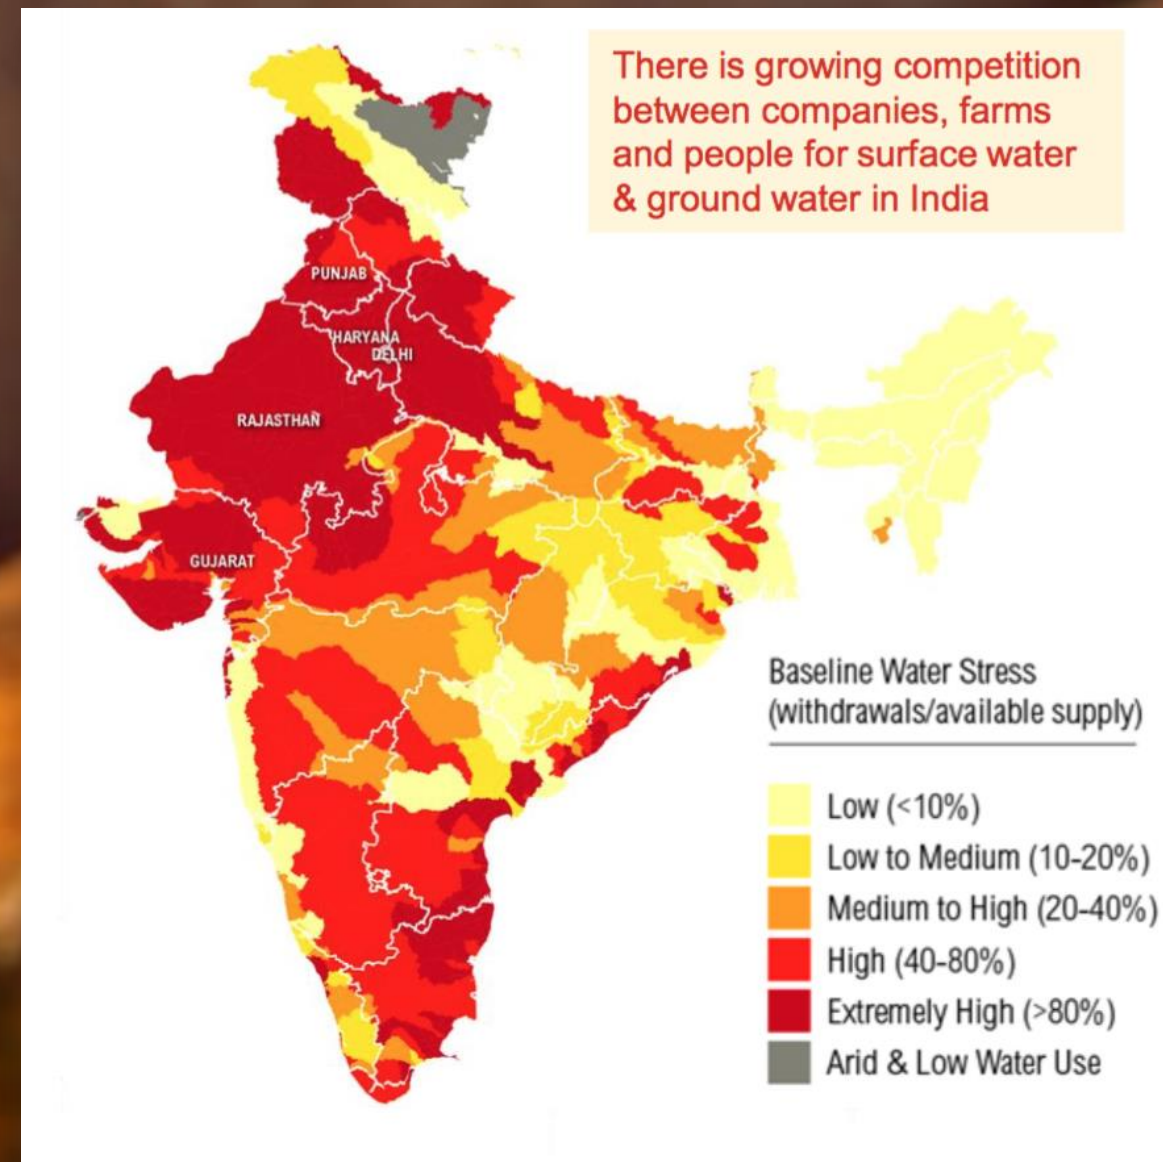 There is growing competition
between companies, farms
and people for surface water
& ground water in India
PUNJAB
HARYANA
DELHI
RAJASTHAN
GUJARAT
Baseline Water Stress
(withdrawals/available supply)
Low (<10%)
Low to Medium (10-20%)
Medium to High (20-40%)
High (40-80%)
Extremely High (>80%)
Arid & Low Water Use